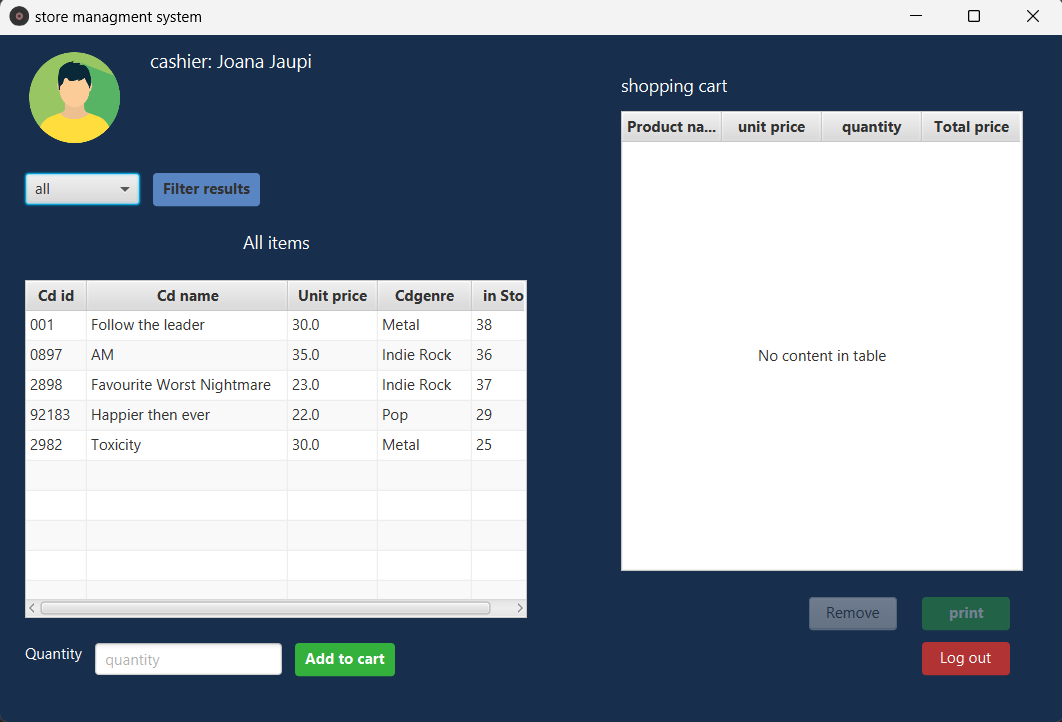 store managment system
cashier: Joana Jaupi
all
Filter results
All items
Cd id Cd name Unit price Cdgenre in Sto
001 Follow the leader 30.0 Metal 38
0897 AM 35.0 Indie Rock 36
2898 Favourite Worst Nightmare 23.0 Indie Rock 37
92183 Happier then ever 22.0 Pop 29
2982 Toxicity 30.0 Metal 25
Quantity quantity Add to cart
shopping cart
Product na... unit price quantity Total price
No content in table
Remove print
Log out